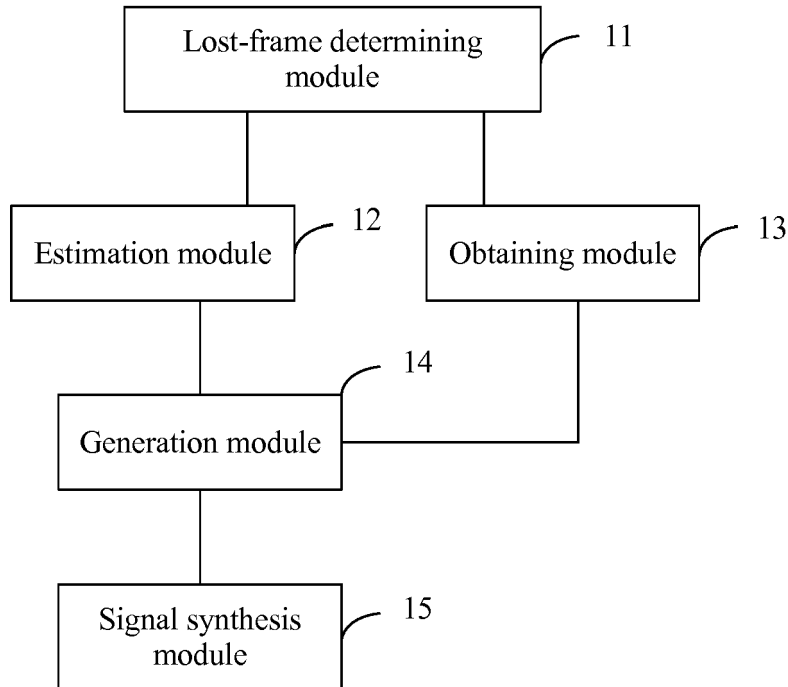 Lost-frame determining
module
11
Estimation module
12
Obtaining module
13
Generation module
14
Signal synthesis
module
15